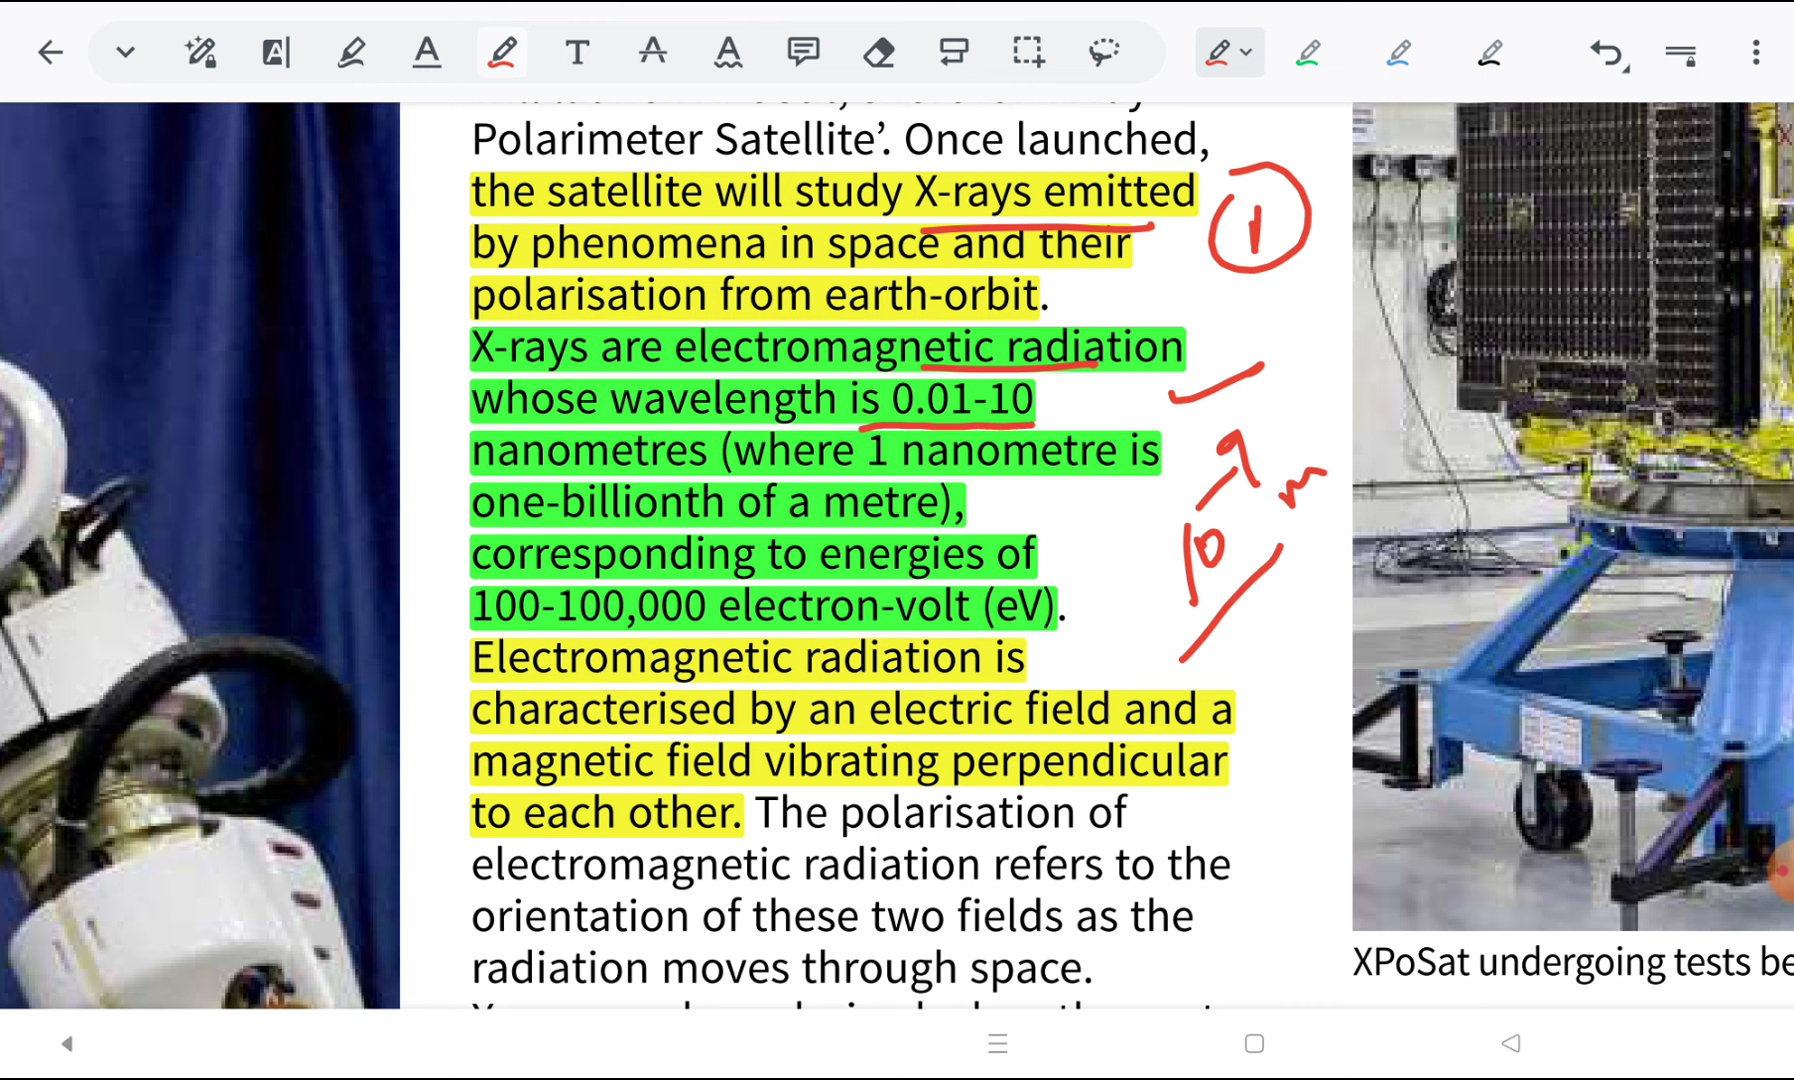 Polarimeter Satellite’. Once launched,
the satellite will study X-rays emitted
by phenomena in space and their
polarisation from earth-orbit.
X-rays are electromagnetic radiation
whose wavelength is 0.01-10
nanometres (where 1 nanometre is
one-billionth of a metre),
corresponding to energies of
100-100,000 electron-volt (eV).
Electromagnetic radiation is
characterised by an electric field and a
magnetic field vibrating perpendicular
to each other. The polarisation of
electromagnetic radiation refers to the
orientation of these two fields as the
radiation moves through space.
1
10-9 m
XPoSat undergoing tests be